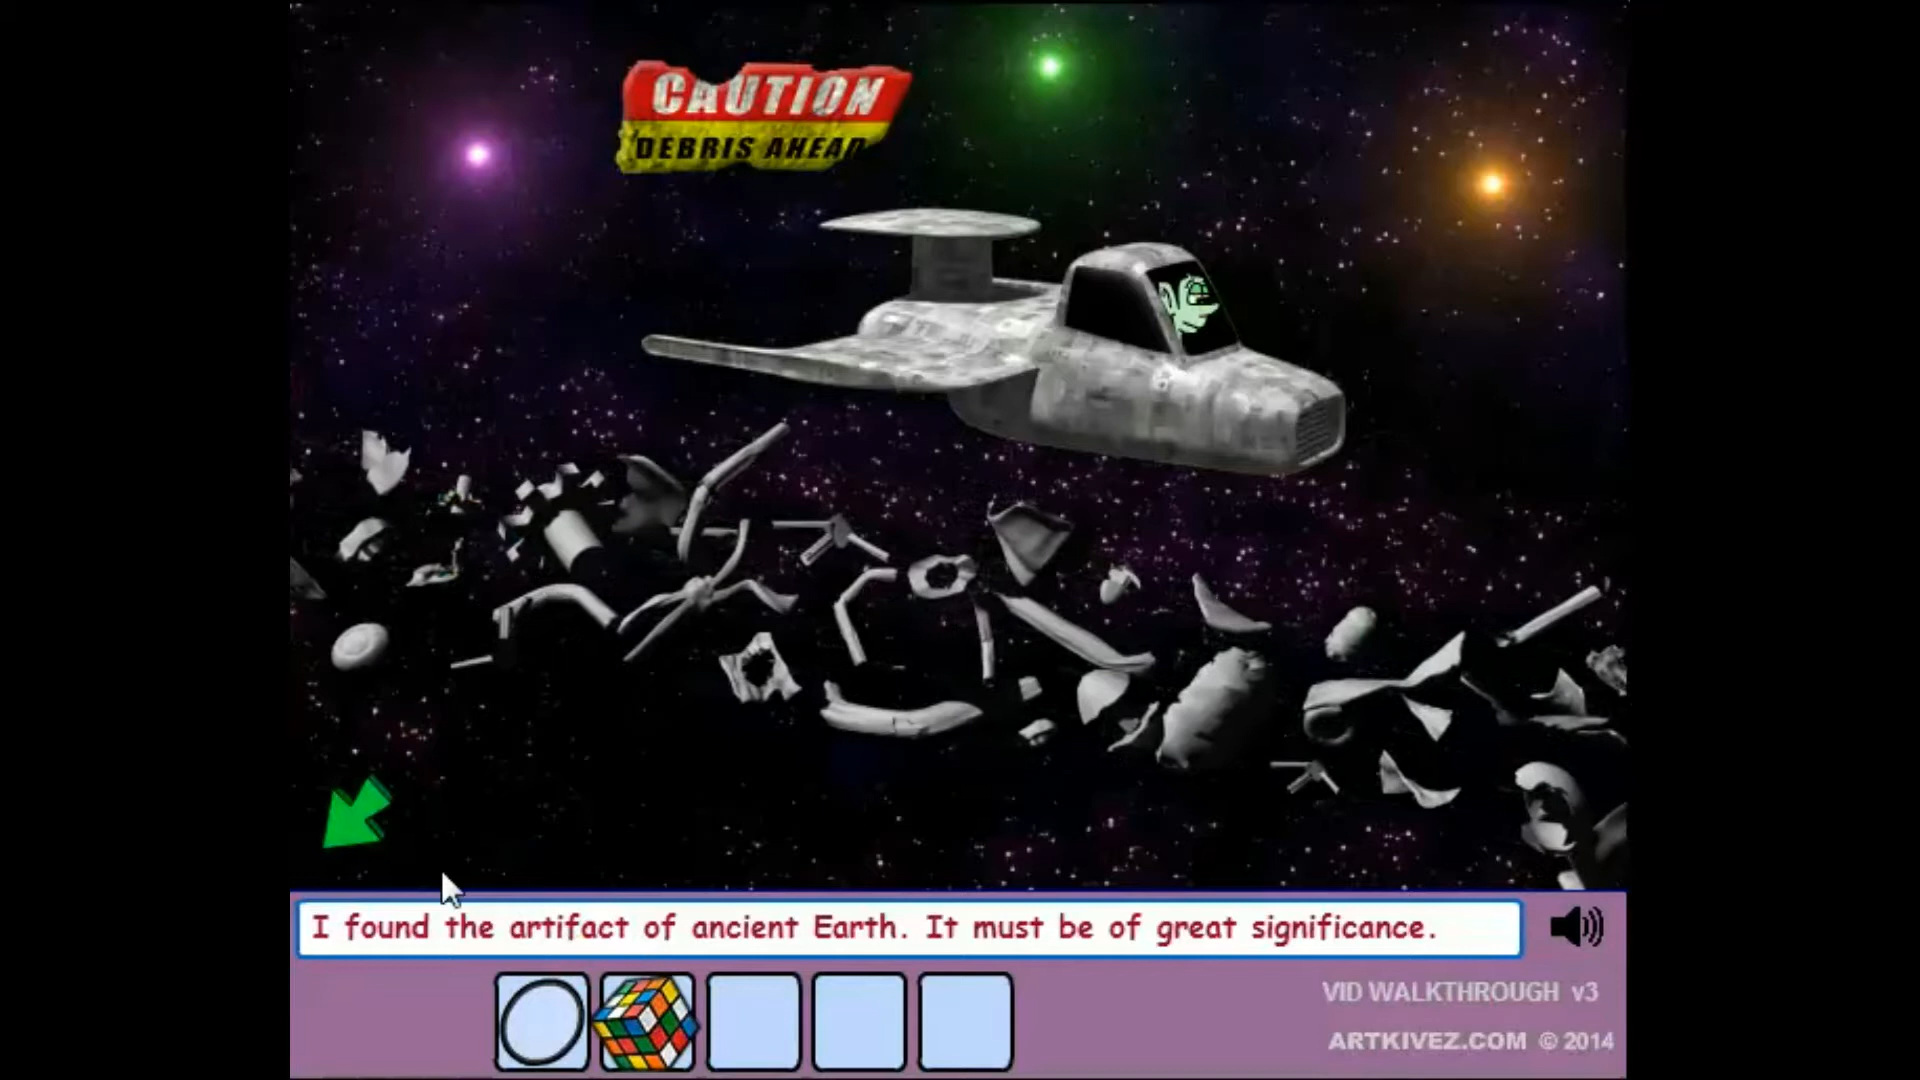 CAUTION
DEBRIS AHEAD
I found the artifact of ancient Earth. It must be of great significance.
VID WALKTHROUGH v3
ARTKIVEZ.COM © 2014